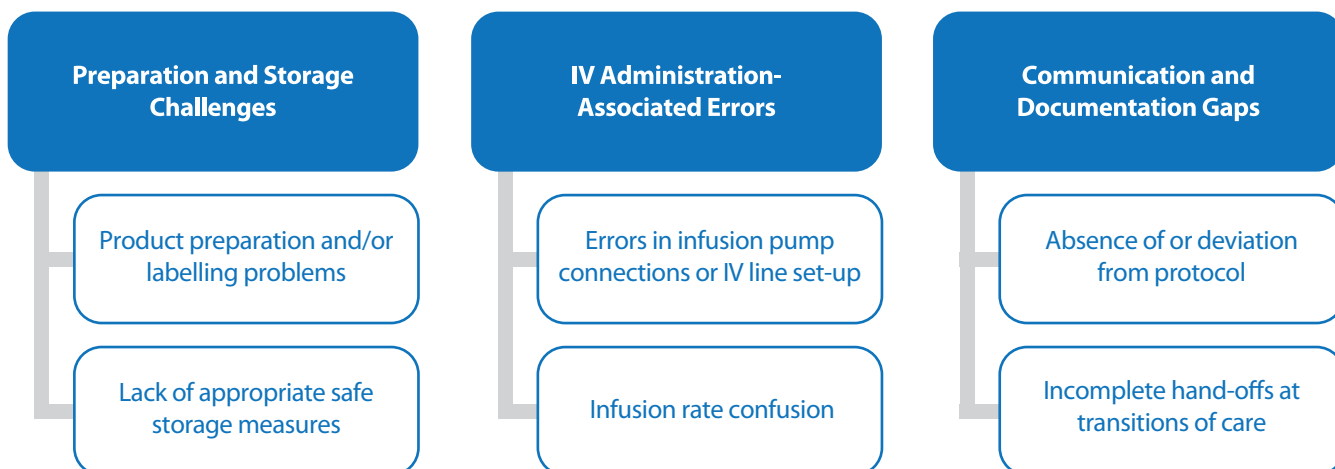 Preparation and Storage
Challenges
Product preparation and/or
labelling problems
Lack of appropriate safe
storage measures
IV Administration-
Associated Errors
Errors in infusion pump
connections or IV line set-up
Infusion rate confusion
Communication and
Documentation Gaps
Absence of or deviation
from protocol
Incomplete hand-offs at
transitions of care